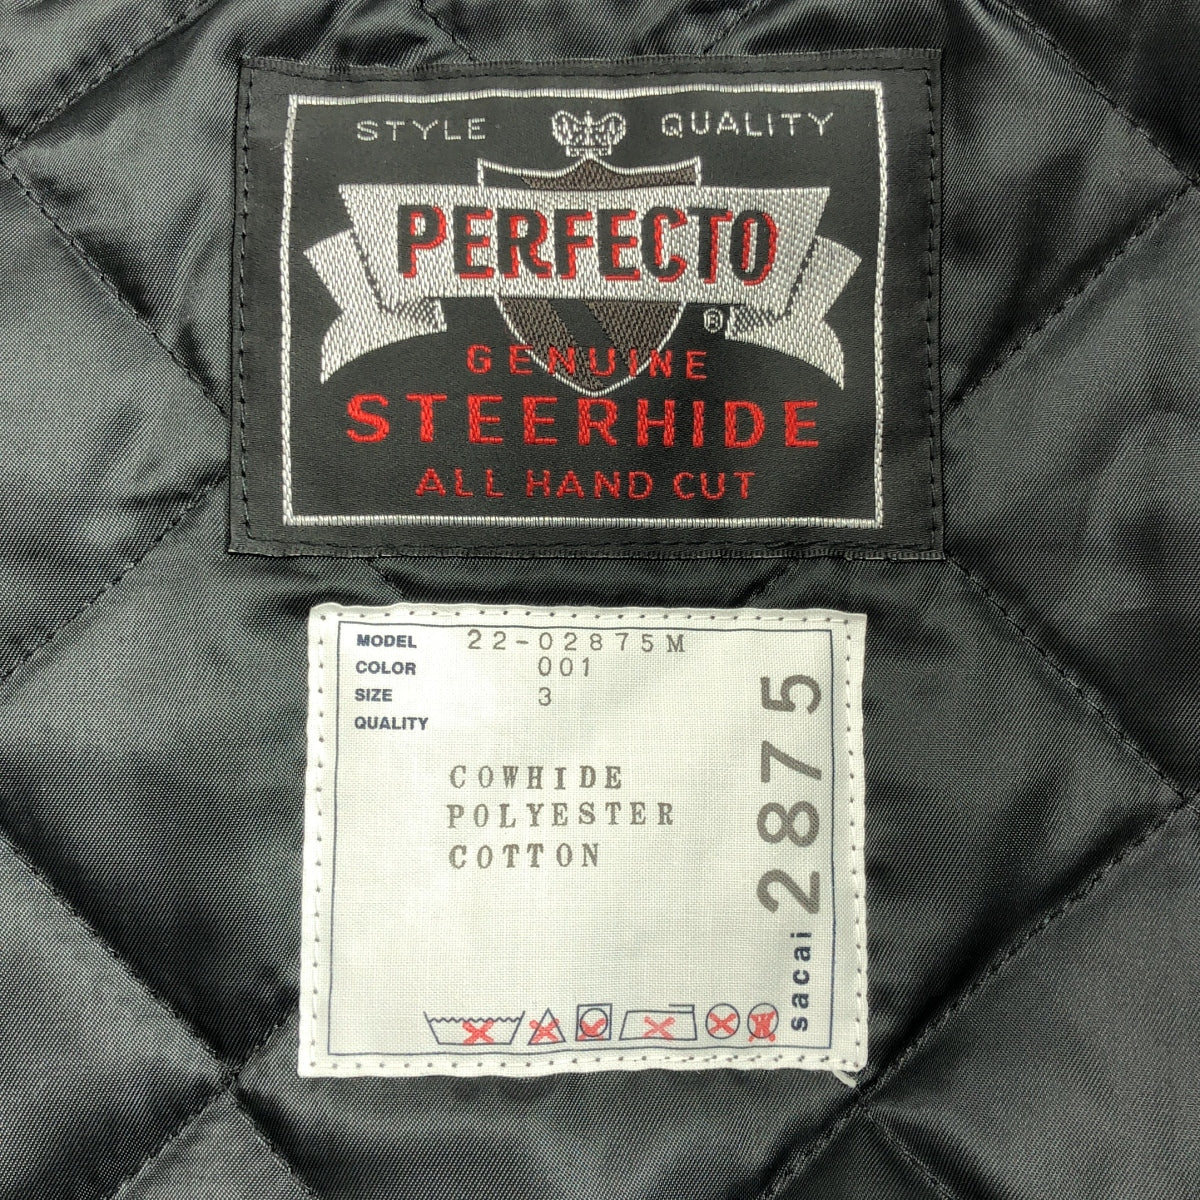 STYLE QUALITY
PERFECTO
®
GENUINE
STEERHIDE
ALL HAND CUT
MODEL 22-02875M
COLOR 001
SIZE 3
QUALITY
COWHIDE
POLYESTER
COTTON
sacai 2875
W